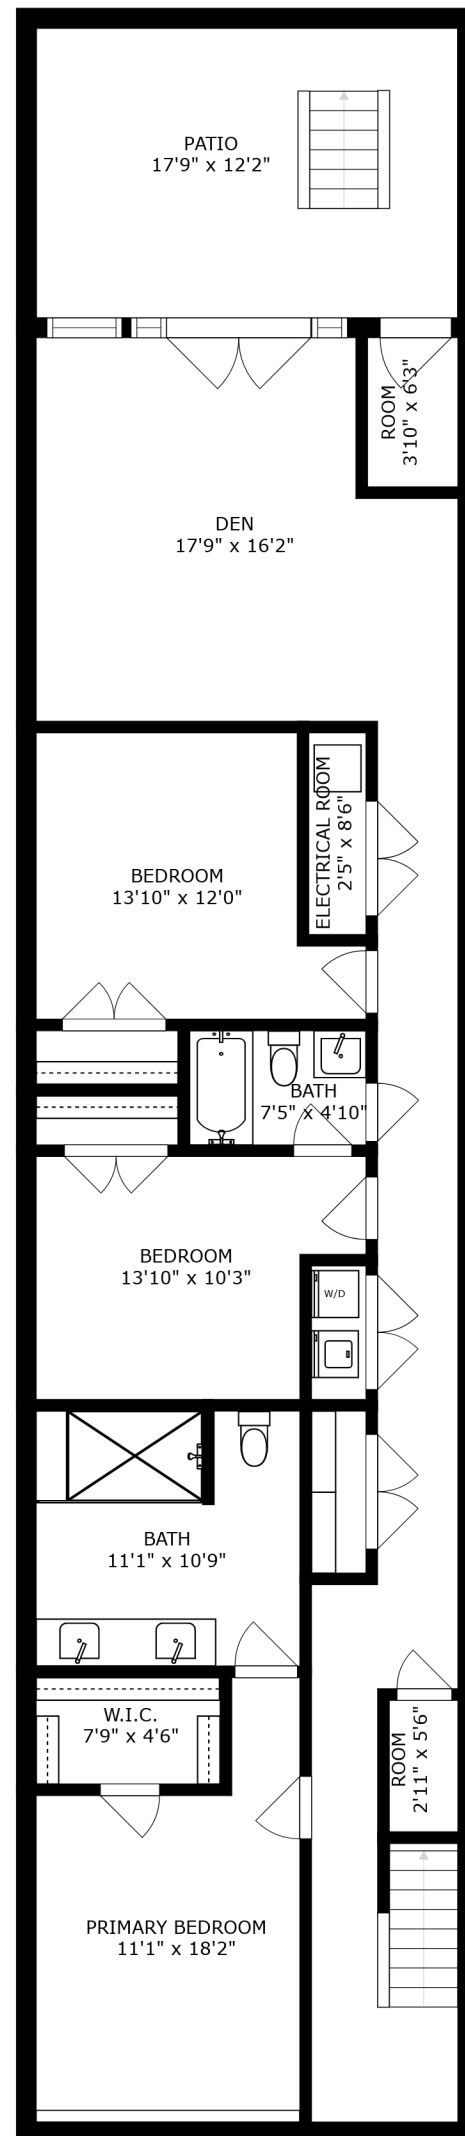 PATIO
17'9" x 12'2"
ROOM
3'10" x 6'3"
DEN
17'9" x 16'2"
ELECTRICAL ROOM
2'5" x 8'6"
BEDROOM
13'10" x 12'0"
BATH
7'5" x 4'10"
BEDROOM
13'10" x 10'3"
W/D
BATH
11'1" x 10'9"
W.I.C.
7'9" x 4'6"
ROOM
2'11" x 5'6"
PRIMARY BEDROOM
11'1" x 18'2"